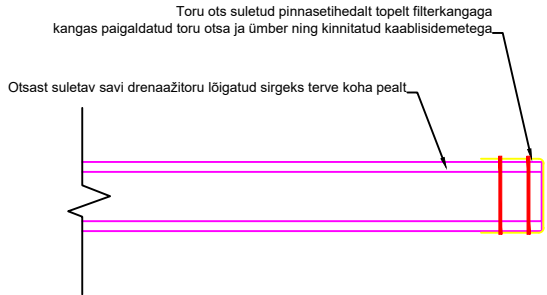 Toru ots suletud pinnasetihedalt topelt filterkangaga
kangas paigaldatud toru otsa ja ümber ning kinnitatud kaablisidemetega
Otsast suletav savi drenaažitoru lõigatud sirgeks terve koha pealt